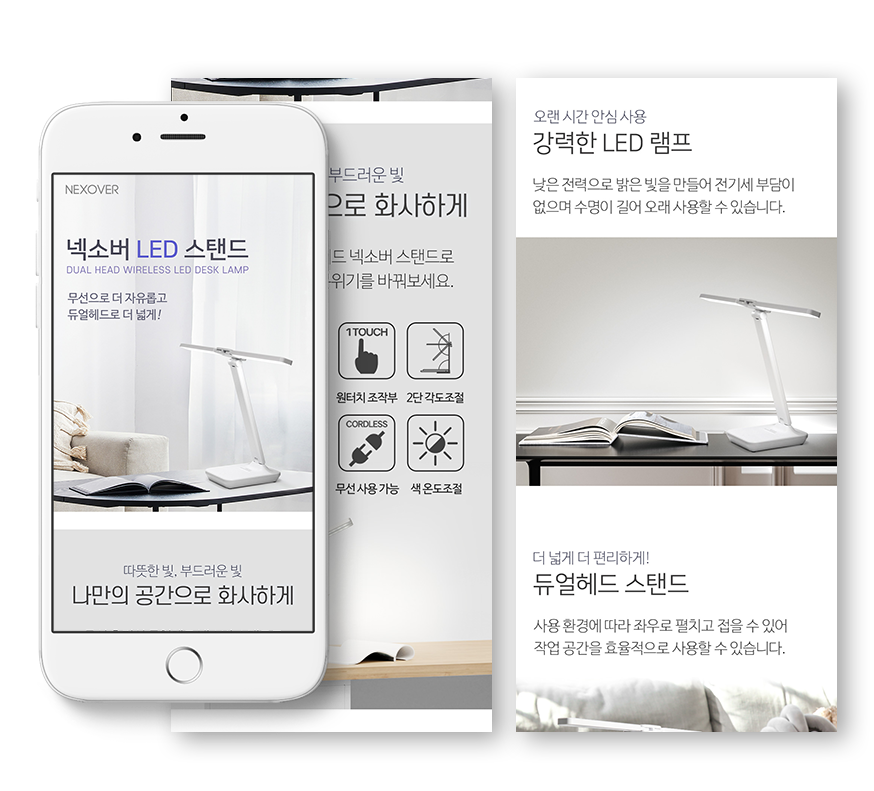 NEXOVER
넥소버 LED 스탠드
DUAL HEAD WIRELESS LED DESK LAMP
무선으로 더 자유롭고
듀얼헤드로 더 넓게!
따뜻한 빛, 부드러운 빛
나만의 공간으로 화사하게
부드러운 빛
으로 화사하게
드 넥소버 스탠드로
위기를 바꿔보세요.
1 TOUCH
원터치 조작부
2단 각도조절
CORDLESS
무선 사용 가능
색 온도조절
오랜 시간 안심 사용
강력한 LED 램프
낮은 전력으로 밝은 빛을 만들어 전기세 부담이
없으며 수명이 길어 오래 사용할 수 있습니다.
더 넓게 더 편리하게!
듀얼헤드 스탠드
사용 환경에 따라 좌우로 펼치고 접을 수 있어
작업 공간을 효율적으로 사용할 수 있습니다.